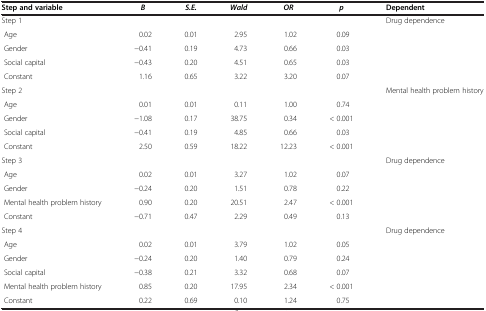 Step and variable B S.E. Wald OR p Dependent
Step 1 Drug dependence
Age 0.02 0.01 2.95 1.02 0.09
Gender −0.41 0.19 4.73 0.66 0.03
Social capital −0.43 0.20 4.51 0.65 0.03
Constant 1.16 0.65 3.22 3.20 0.07
Step 2 Mental health problem history
Age 0.01 0.01 0.11 1.00 0.74
Gender −1.08 0.17 38.75 0.34 < 0.001
Social capital −0.41 0.19 4.85 0.66 0.03
Constant 2.50 0.59 18.22 12.23 < 0.001
Step 3 Drug dependence
Age 0.02 0.01 3.27 1.02 0.07
Gender −0.24 0.20 1.51 0.78 0.22
Mental health problem history 0.90 0.20 20.51 2.47 < 0.001
Constant −0.71 0.47 2.29 0.49 0.13
Step 4 Drug dependence
Age 0.02 0.01 3.79 1.02 0.05
Gender −0.24 0.20 1.40 0.79 0.24
Social capital −0.38 0.21 3.32 0.68 0.07
Mental health problem history 0.85 0.20 17.95 2.34 < 0.001
Constant 0.22 0.69 0.10 1.24 0.75